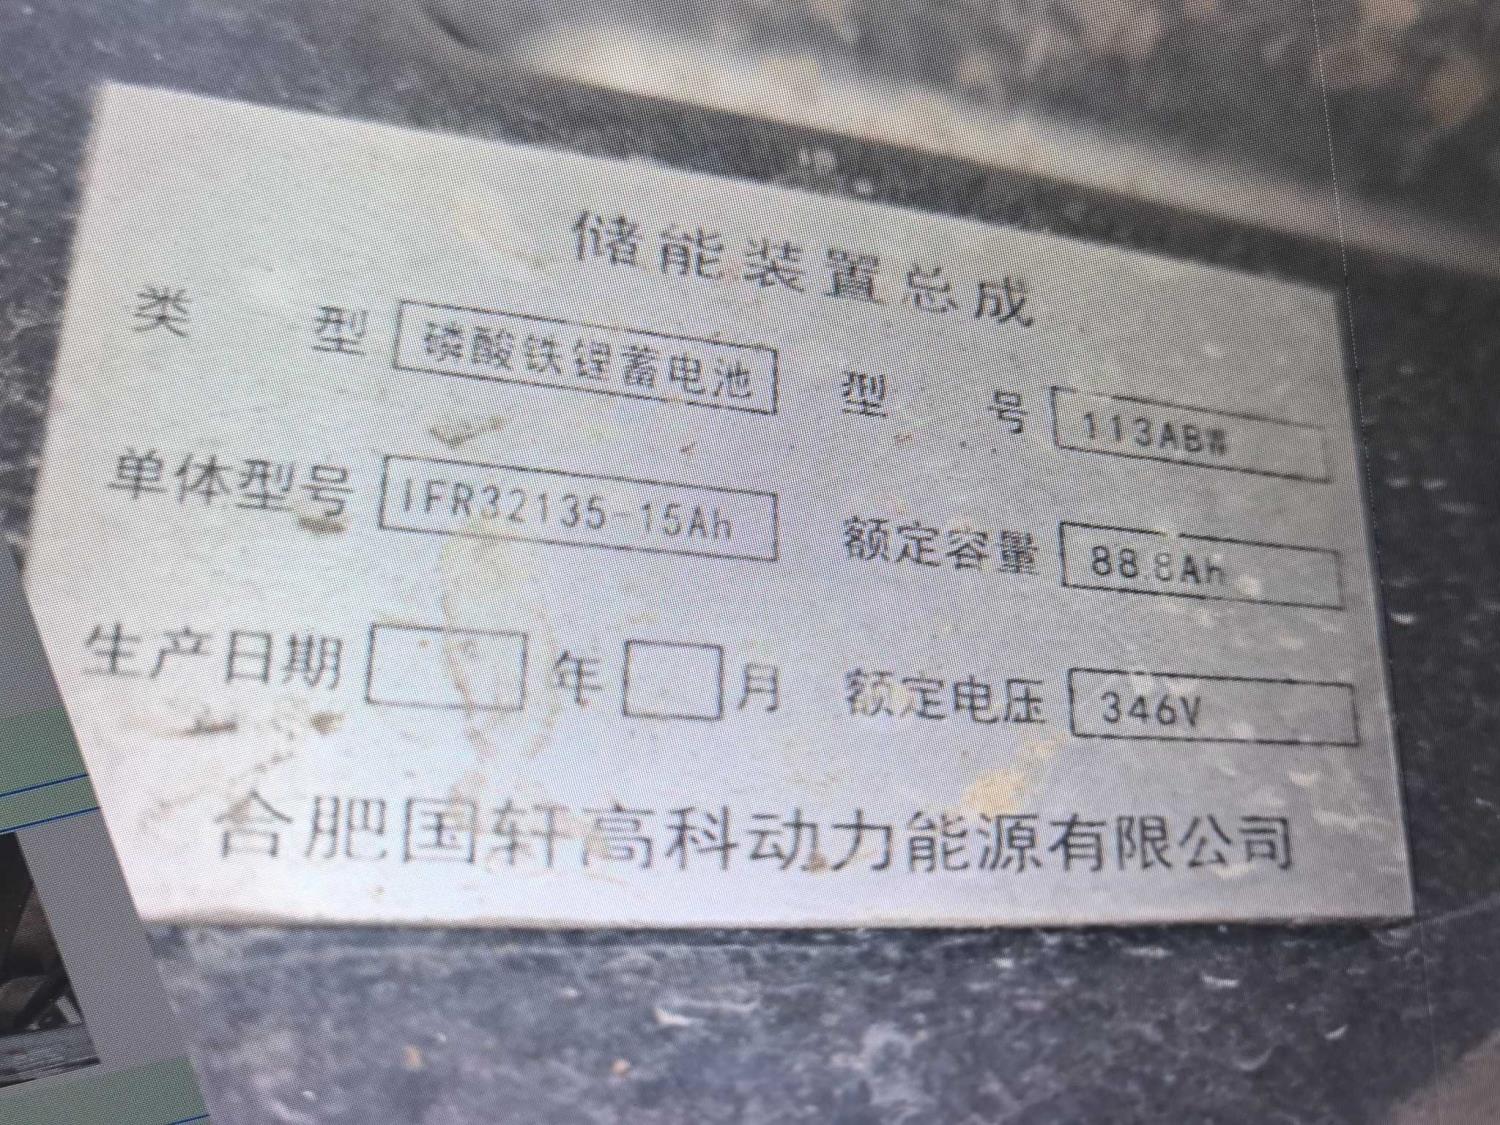 储能装置总成
类型 磷酸铁锂蓄电池 型号 113AB
单体型号 IFR32135-15Ah 额定容量 88.8Ah
生产日期 年 月 额定电压 346V
合肥国轩高科动力能源有限公司